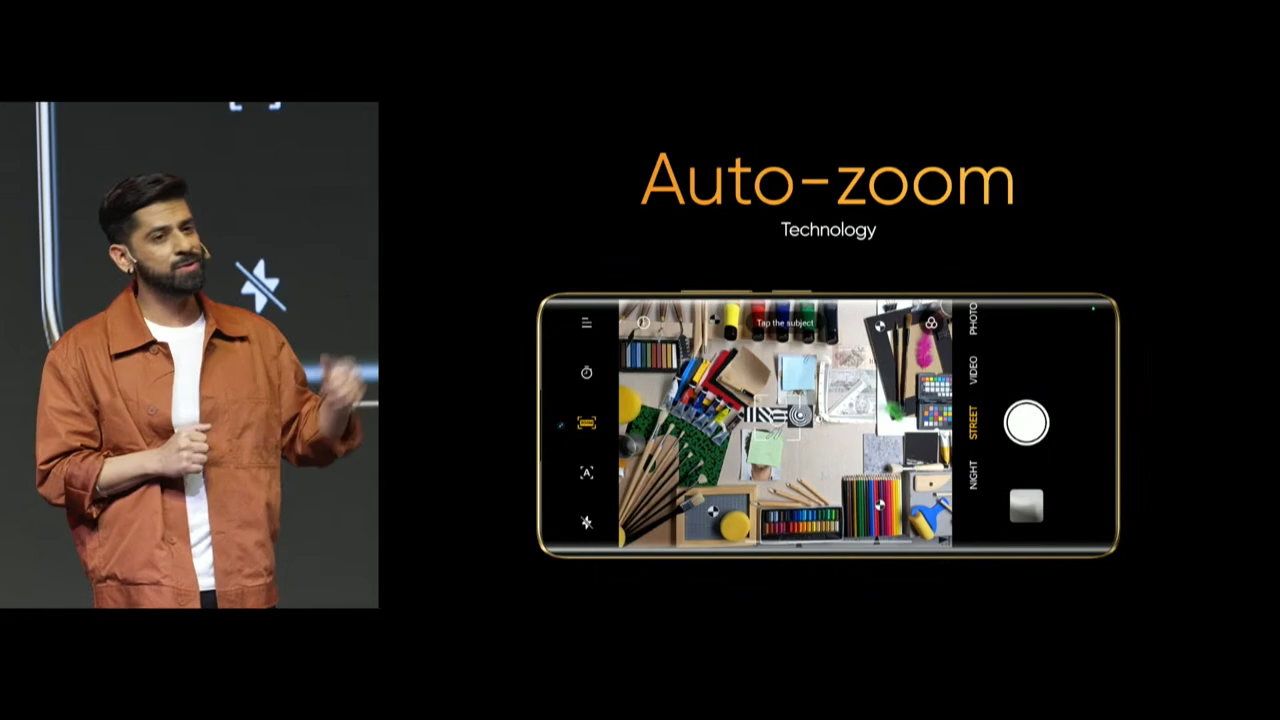 Auto-zoom
Technology
Tap the subject
PHOTO
VIDEO
STREET
NIGHT
A